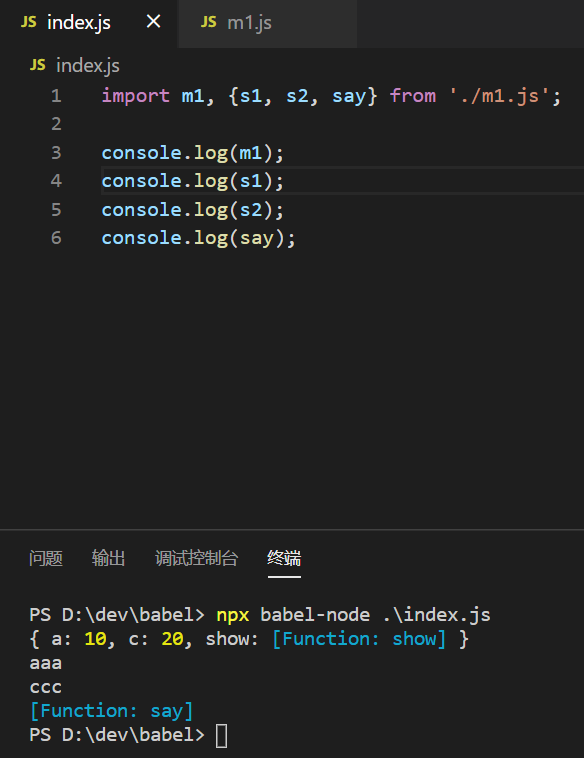 JS index.js × JS m1.js
JS index.js
1 import m1, {s1, s2, say} from './m1.js';
2
3 console.log(m1);
4 console.log(s1);
5 console.log(s2);
6 console.log(say);
问题 输出 调试控制台 终端
PS D:\dev\babel> npx babel-node .\index.js
{ a: 10, c: 20, show: [Function: show] }
aaa
ccc
[Function: say]
PS D:\dev\babel>